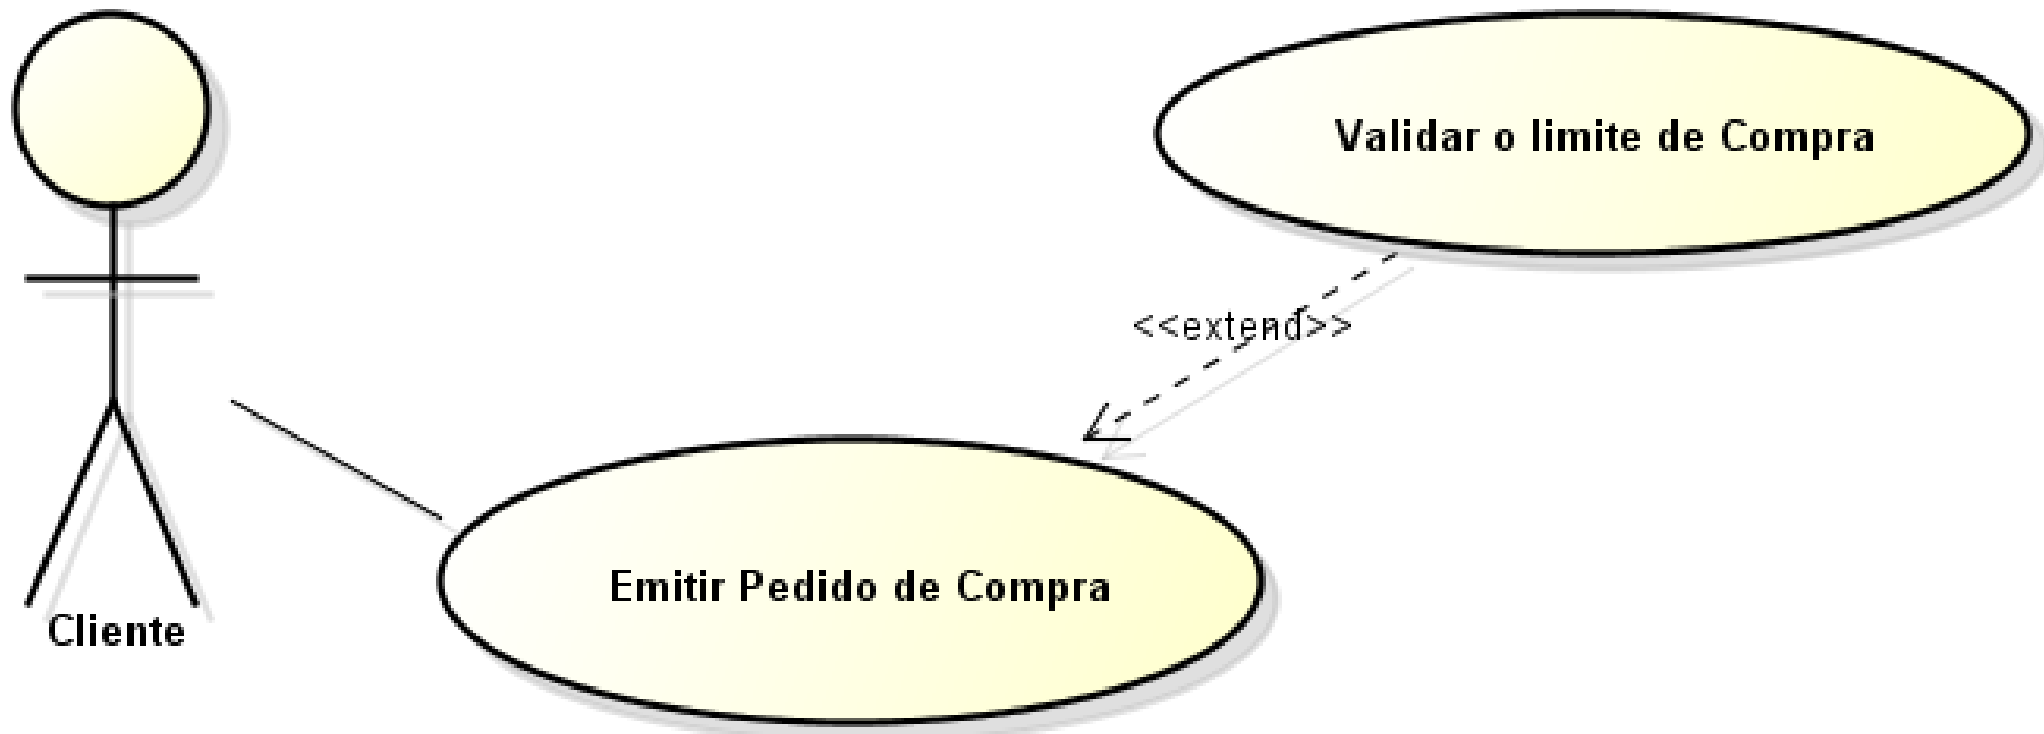 Validar o limite de Compra
<<extend>>
Emitir Pedido de Compra
Cliente